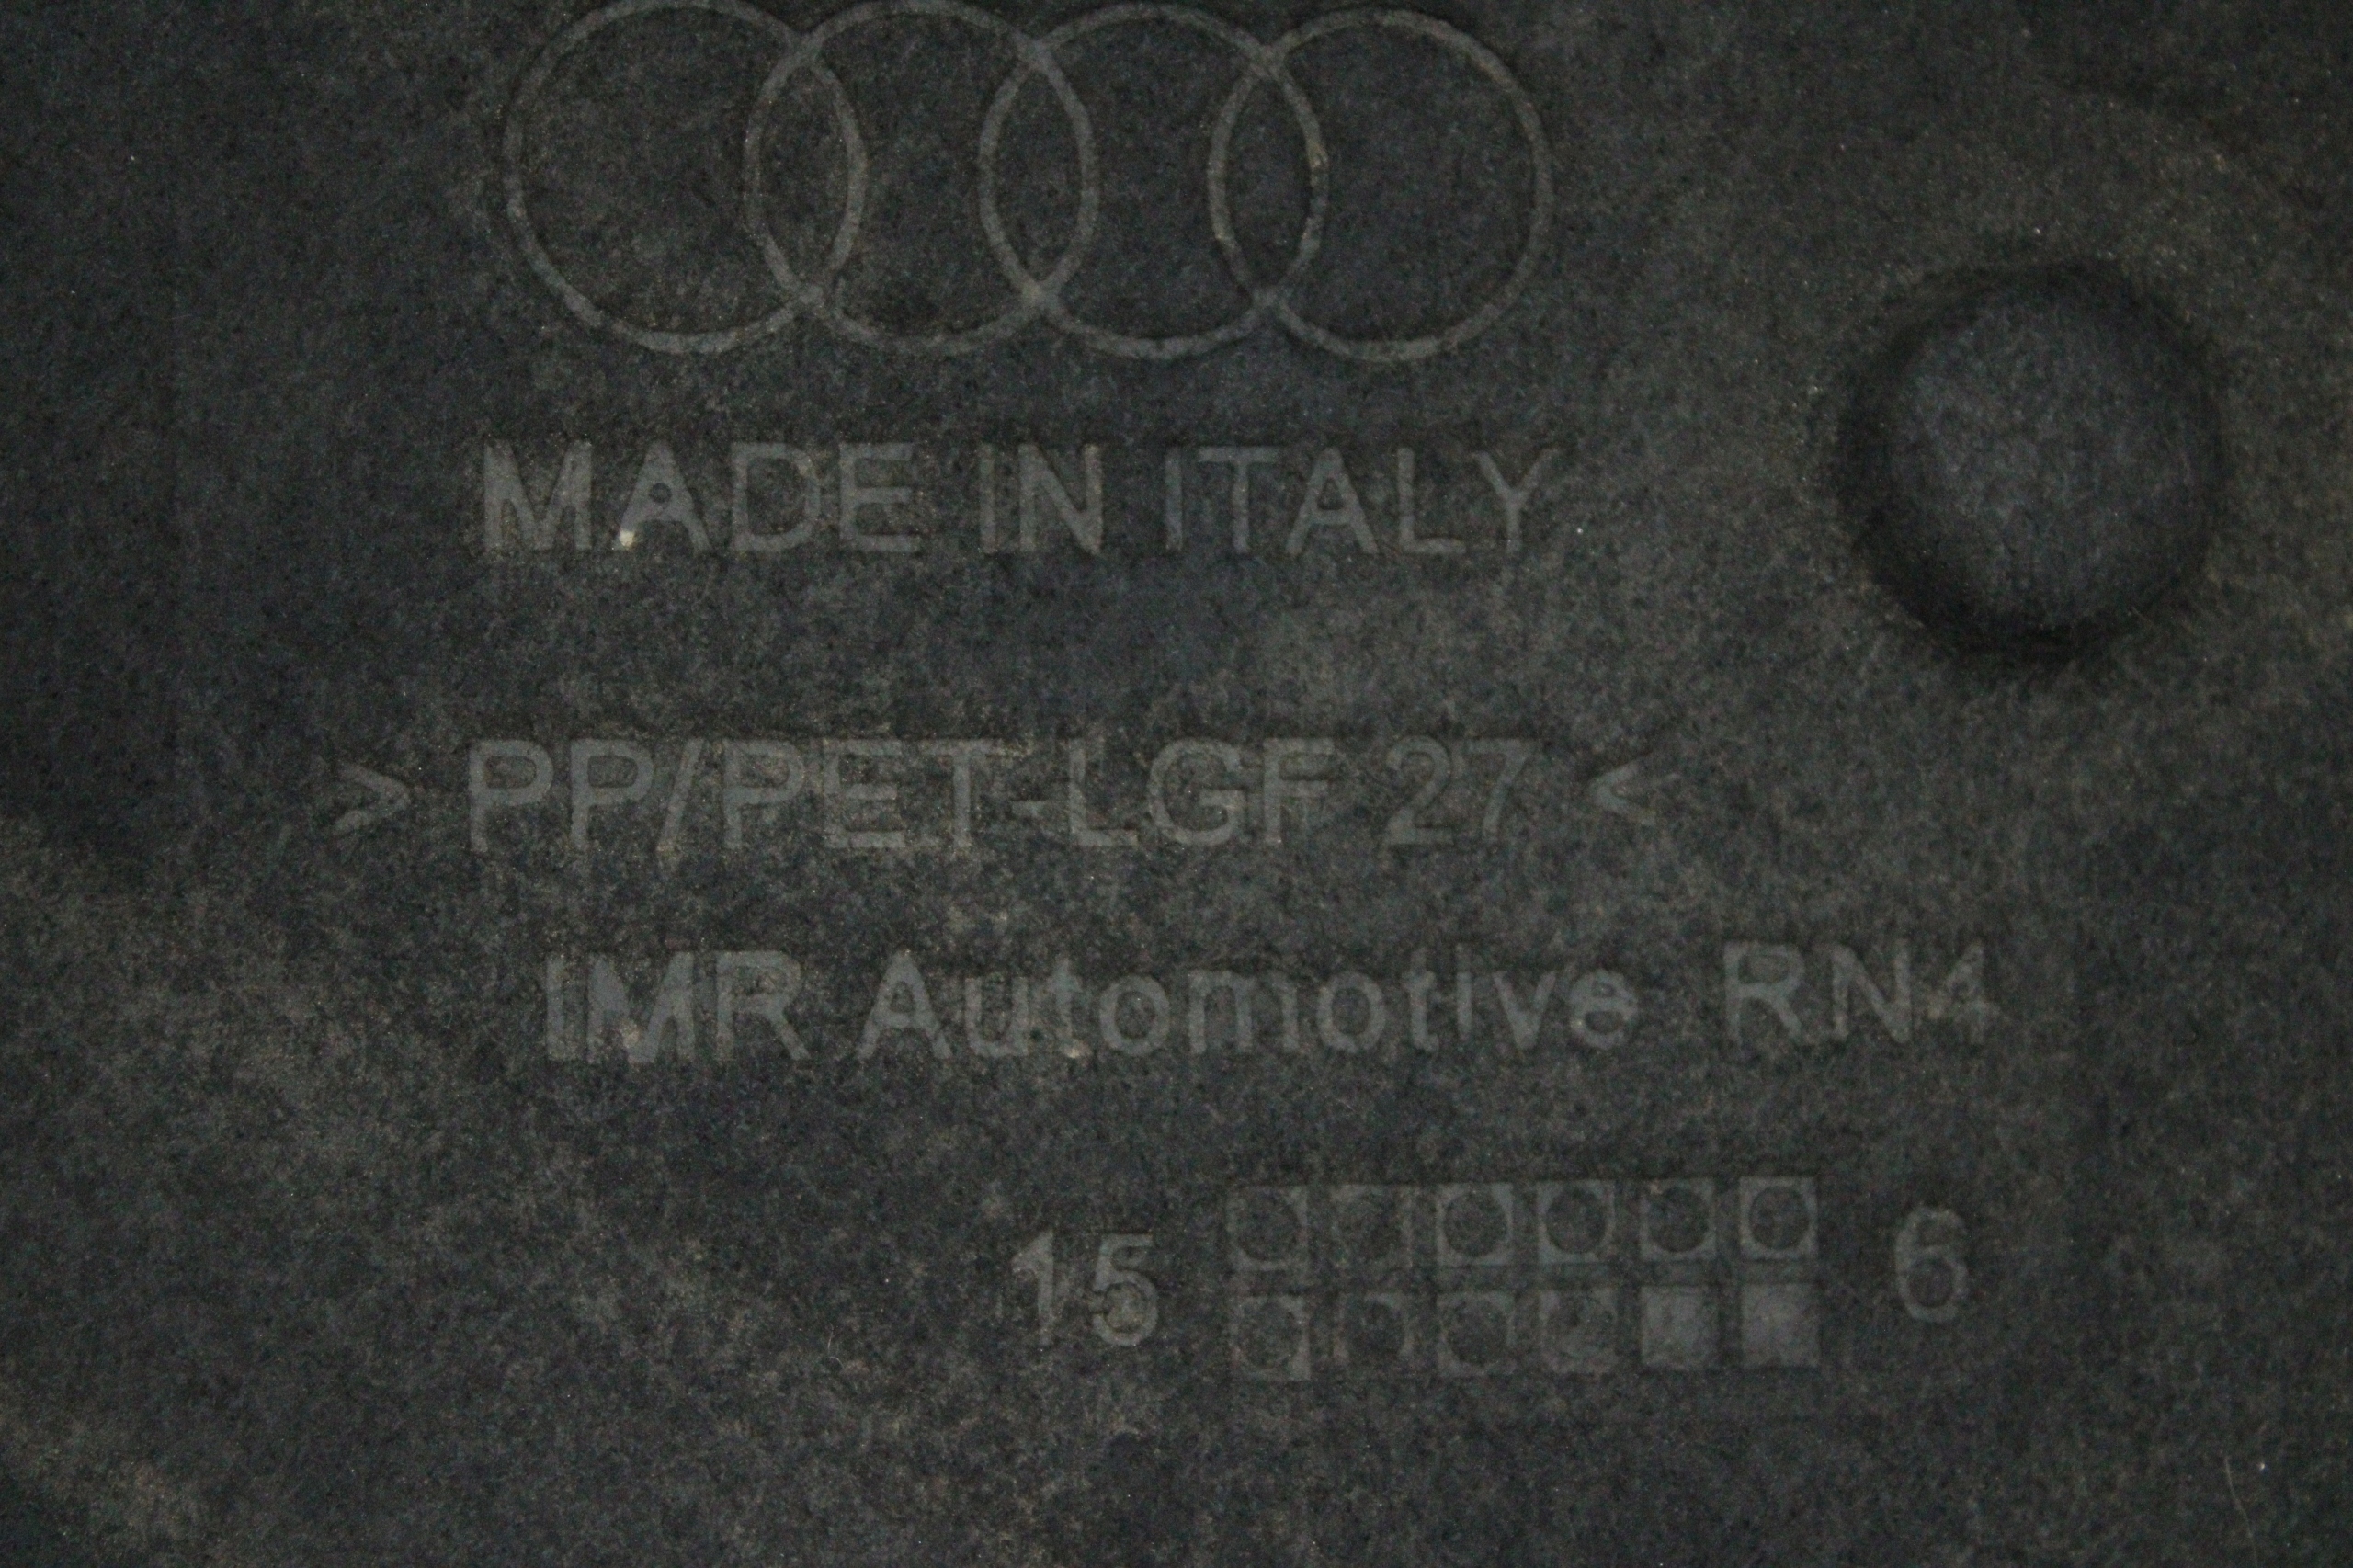 MADE IN ITALY
> PP/PET-LGF 27 <
IMR Automotive RN4
15 6